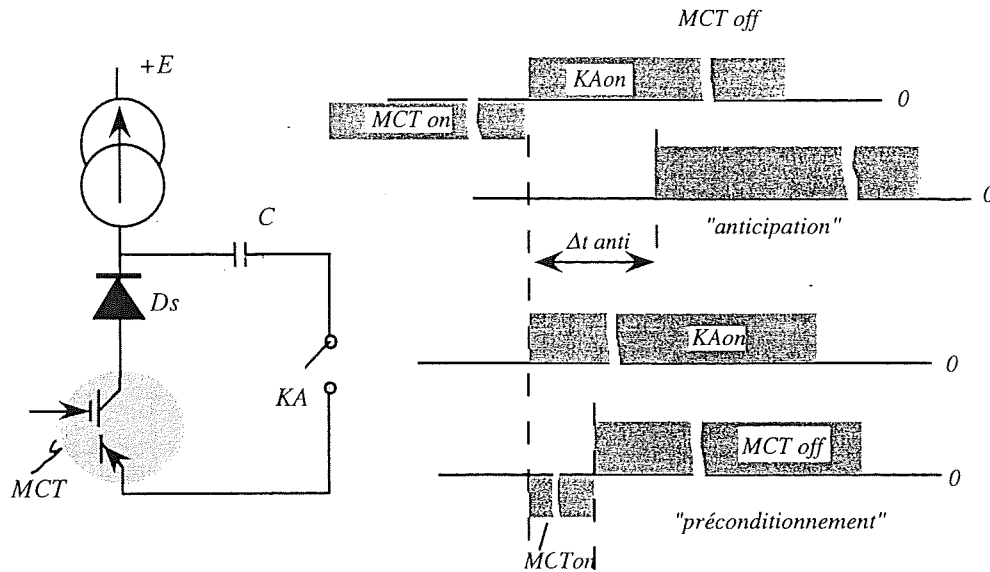 MCT off
+E
KAon
0
MCT on
0
"anticipation"
C
Δt anti
Ds
KAon
0
KA
MCT off
0
MCT
"préconditionnement"
MCTon